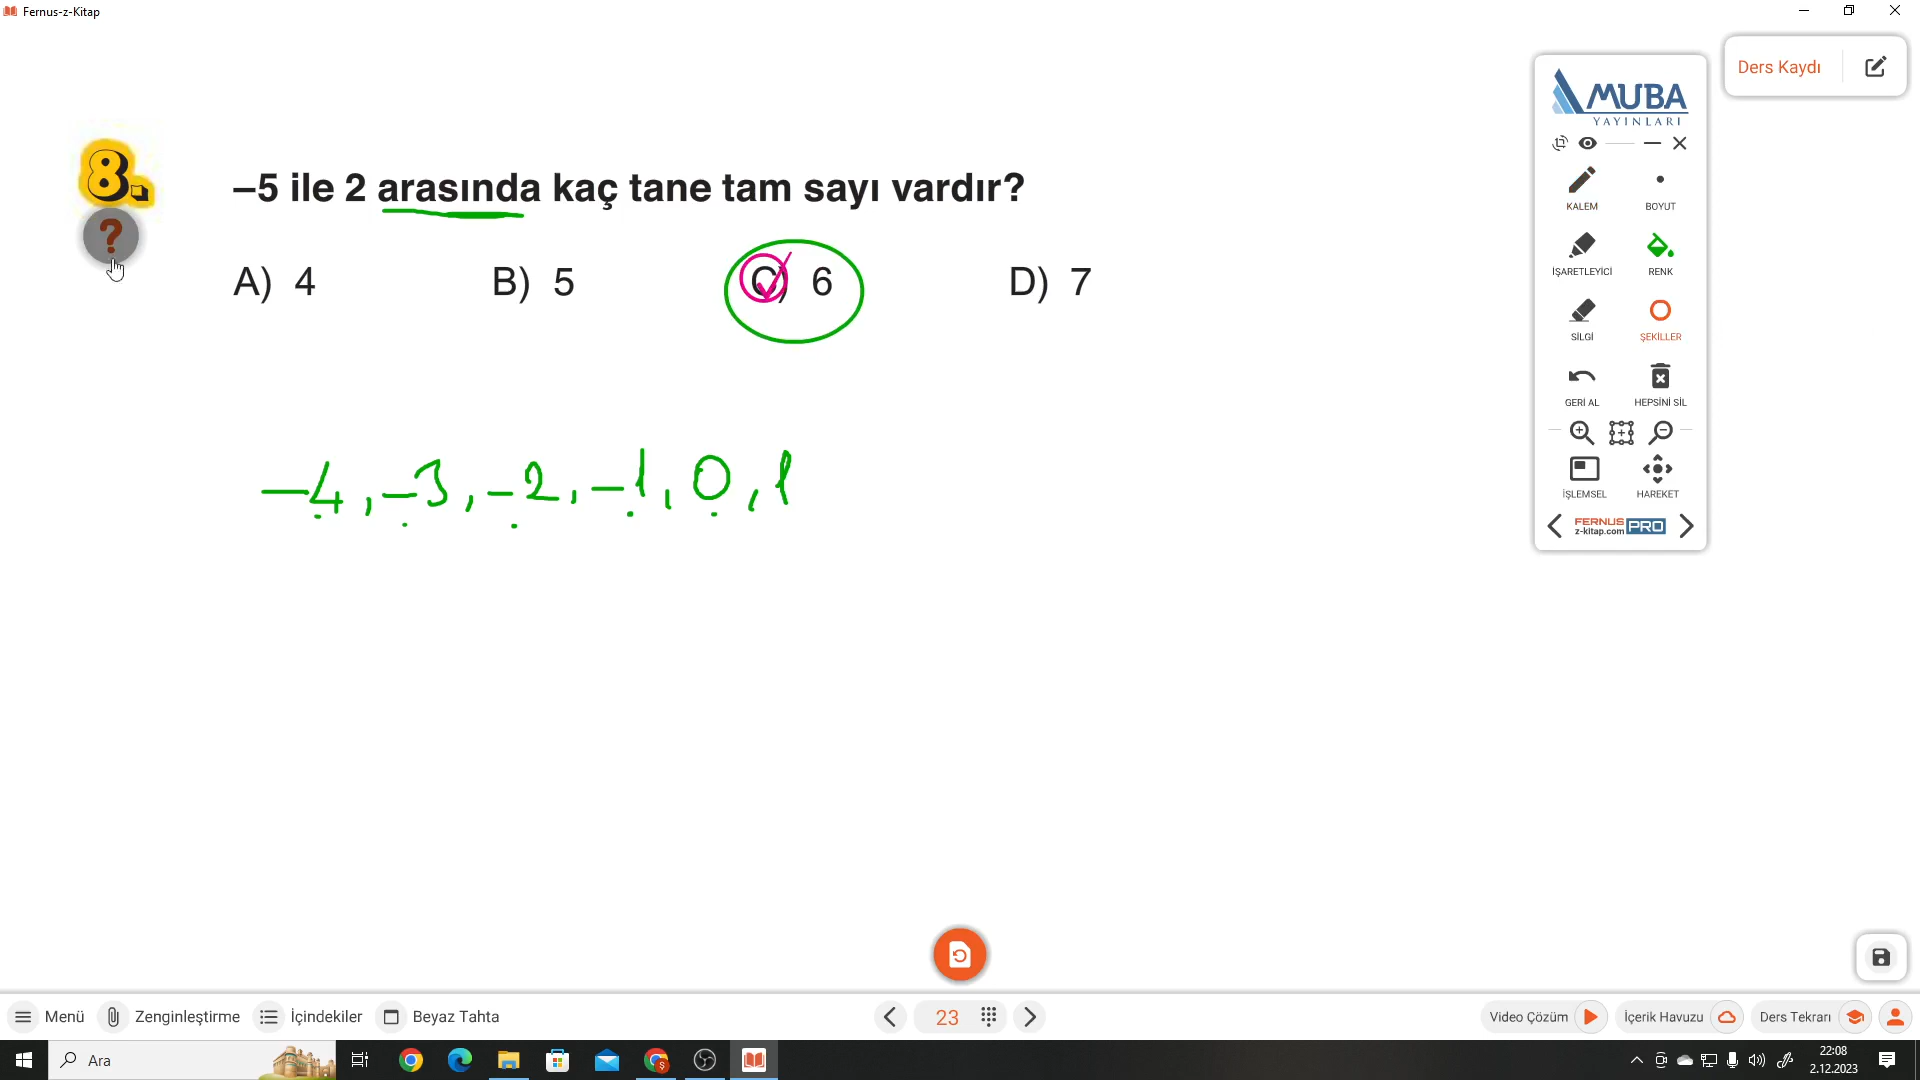 Fernus-z-Kitap
Ders Kaydı
MUBA
YAYINLARI
8.
?
–5 ile 2 arasında kaç tane tam sayı vardır?
A) 4
B) 5
C) 6
D) 7
–4, –3, –2, –1, 0, 1
KALEM
BOYUT
İŞARETLEYİCİ
RENK
SİLGİ
ŞEKİLLER
GERİ AL
HEPSİNİ SİL
İŞLEMSEL
HAREKET
FERNUS
z-kitap.com
PRO
Menü
Zenginleştirme
İçindekiler
Beyaz Tahta
23
Video Çözüm
İçerik Havuzu
Ders Tekrarı
Ara
22:08
2.12.2023